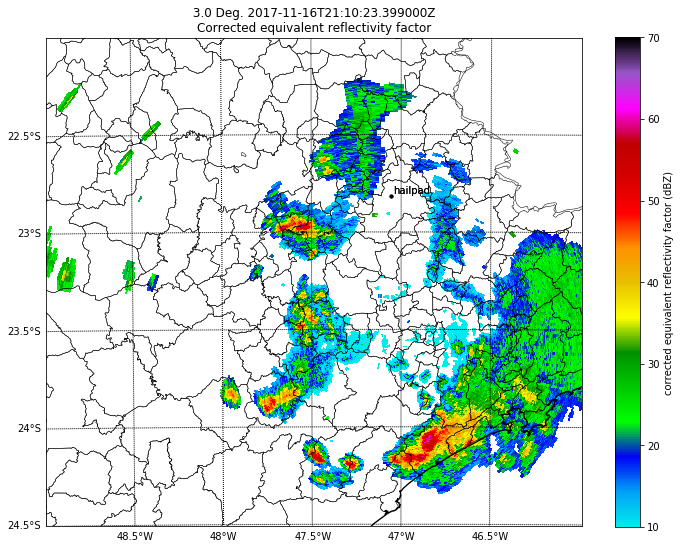 3.0 Deg. 2017-11-16T21:10:23.399000Z
Corrected equivalent reflectivity factor
22.5°S
23°S
23.5°S
24°S
24.5°S
48.5°W
48°W
47.5°W
47°W
46.5°W
hailpad
70
60
50
40
30
20
10
corrected equivalent reflectivity factor (dBZ)